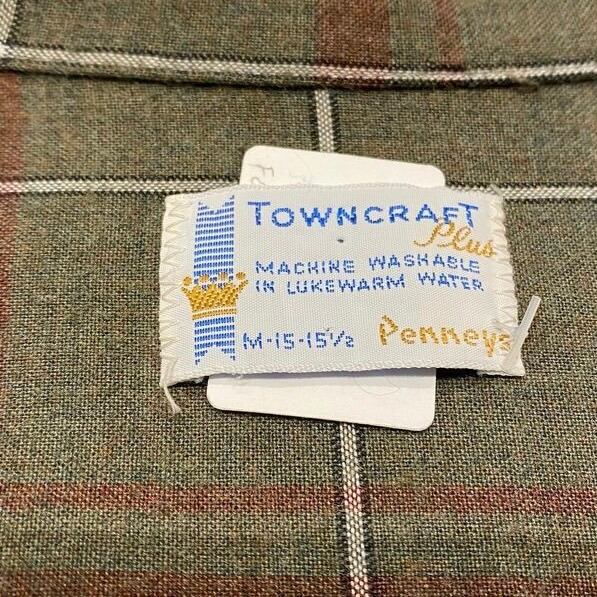 TOWNCRAFT
Plus
MACHINE WASHABLE
IN LUKEWARM WATER
M-15-15½ Penneys